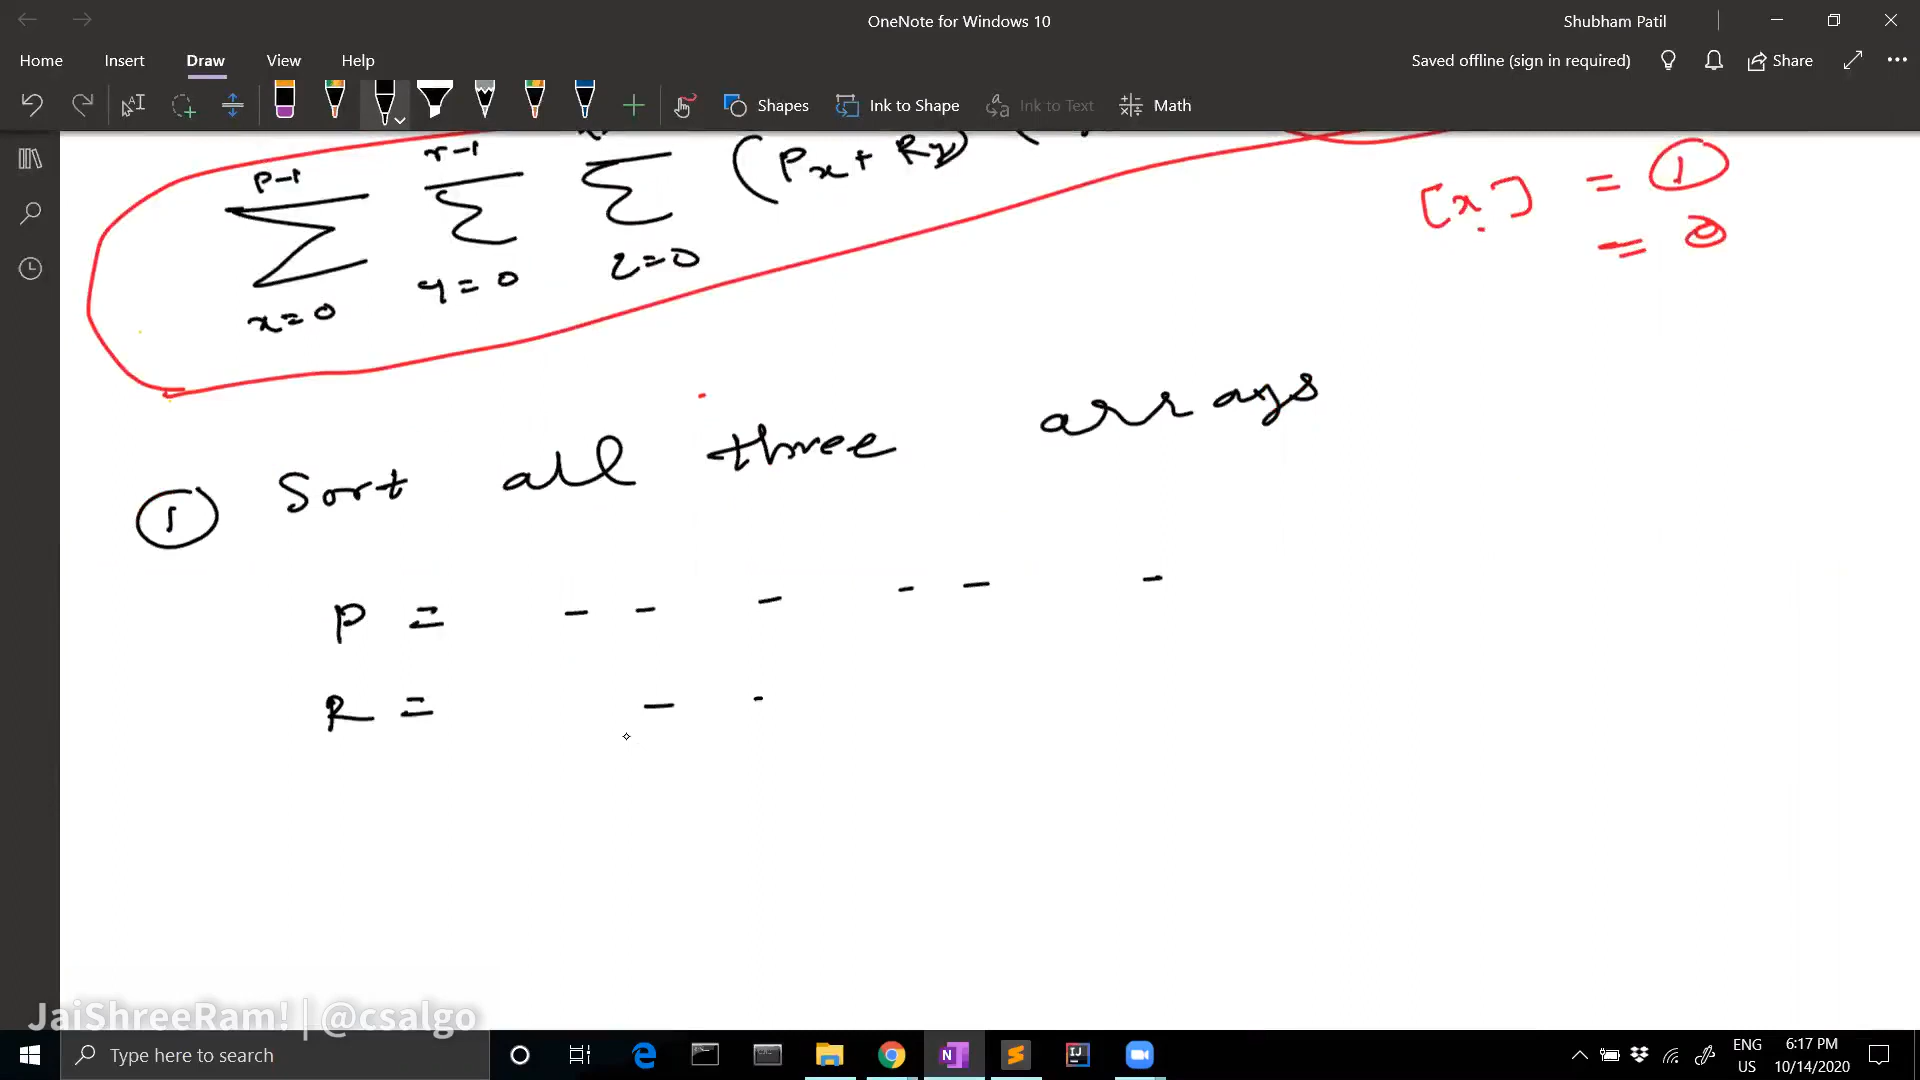 OneNote for Windows 10
Shubham Patil
Home Insert Draw View Help
Saved offline (sign in required)
Share
Shapes
Ink to Shape
Ink to Text
Math
p-1 r-1
∑ ∑ ∑ (Px + Ry)
x=0 y=0 z=0
[x] = 1
= 0
1 Sort all three arrays
P = - - - - - -
R = - -
JaiShreeRam! | @csalgo
Type here to search
ENG
US
6:17 PM
10/14/2020